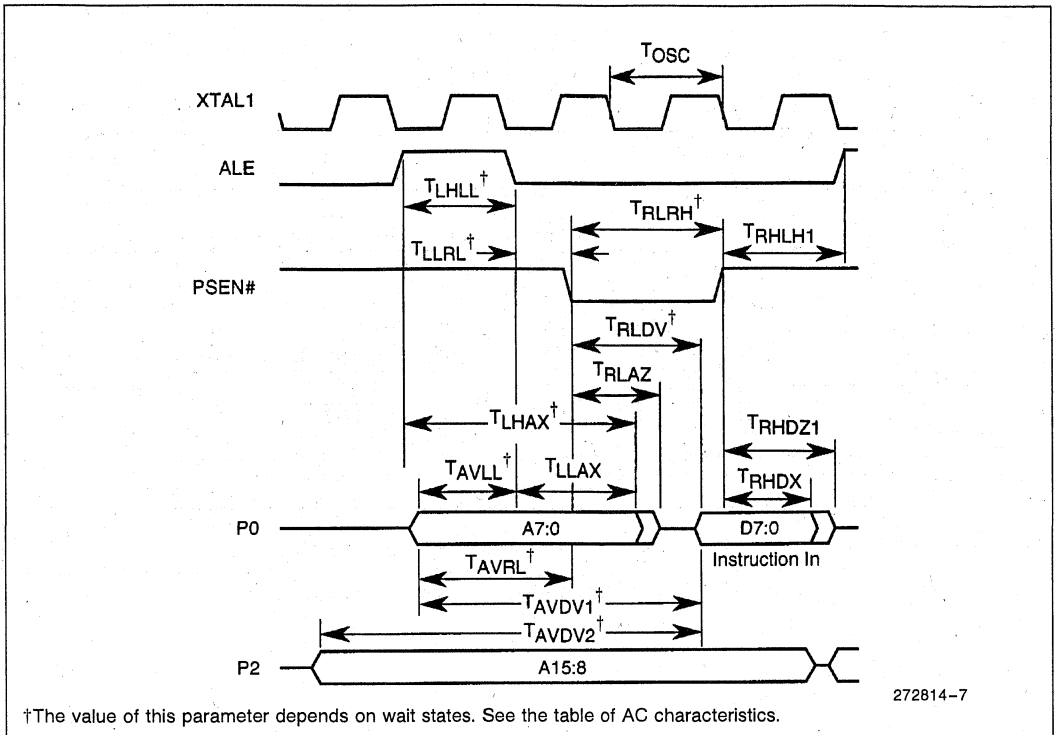 TOSC
XTAL1
ALE
TLHLL†
TRLRH†
TLLRL†
TRHLH1
PSEN#
TRLDV†
TRLAZ
TLHAX†
TRHDZ1
TAVLL†
TLLAX
TRHDX
P0
A7:0
D7:0
Instruction In
TAVRL†
TAVDV1†
TAVDV2†
P2
A15:8
272814-7
†The value of this parameter depends on wait states. See the table of AC characteristics.